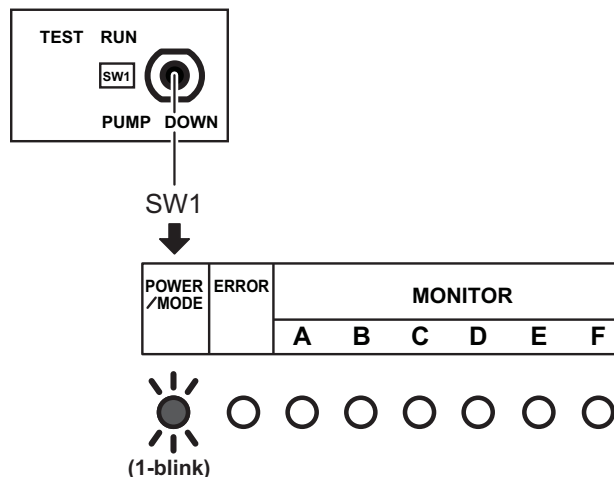 TEST RUN
SW1
PUMP DOWN
SW1
POWER
/MODE
ERROR
MONITOR
A B C D E F
(1-blink)